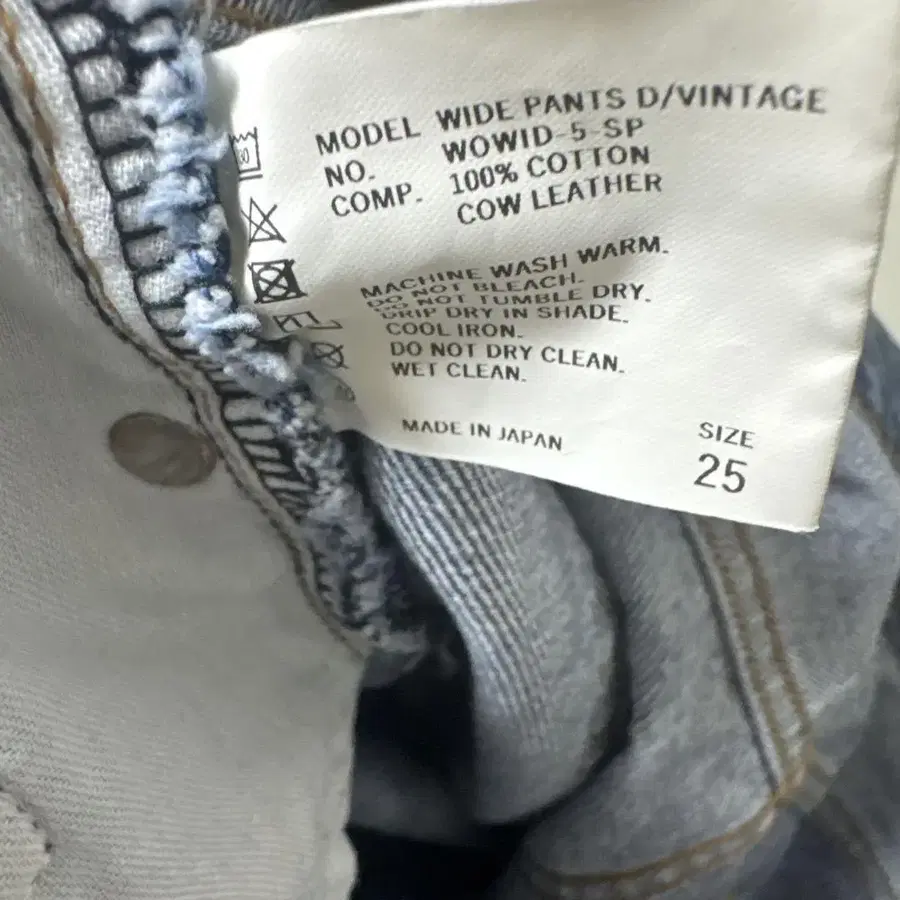 MODEL WIDE PANTS D/VINTAGE
NO. WOWID-5-SP
COMP. 100% COTTON
COW LEATHER
MACHINE WASH WARM.
DO NOT BLEACH.
DO NOT TUMBLE DRY.
DRIP DRY IN SHADE.
COOL IRON.
DO NOT DRY CLEAN.
WET CLEAN.
MADE IN JAPAN
SIZE
25